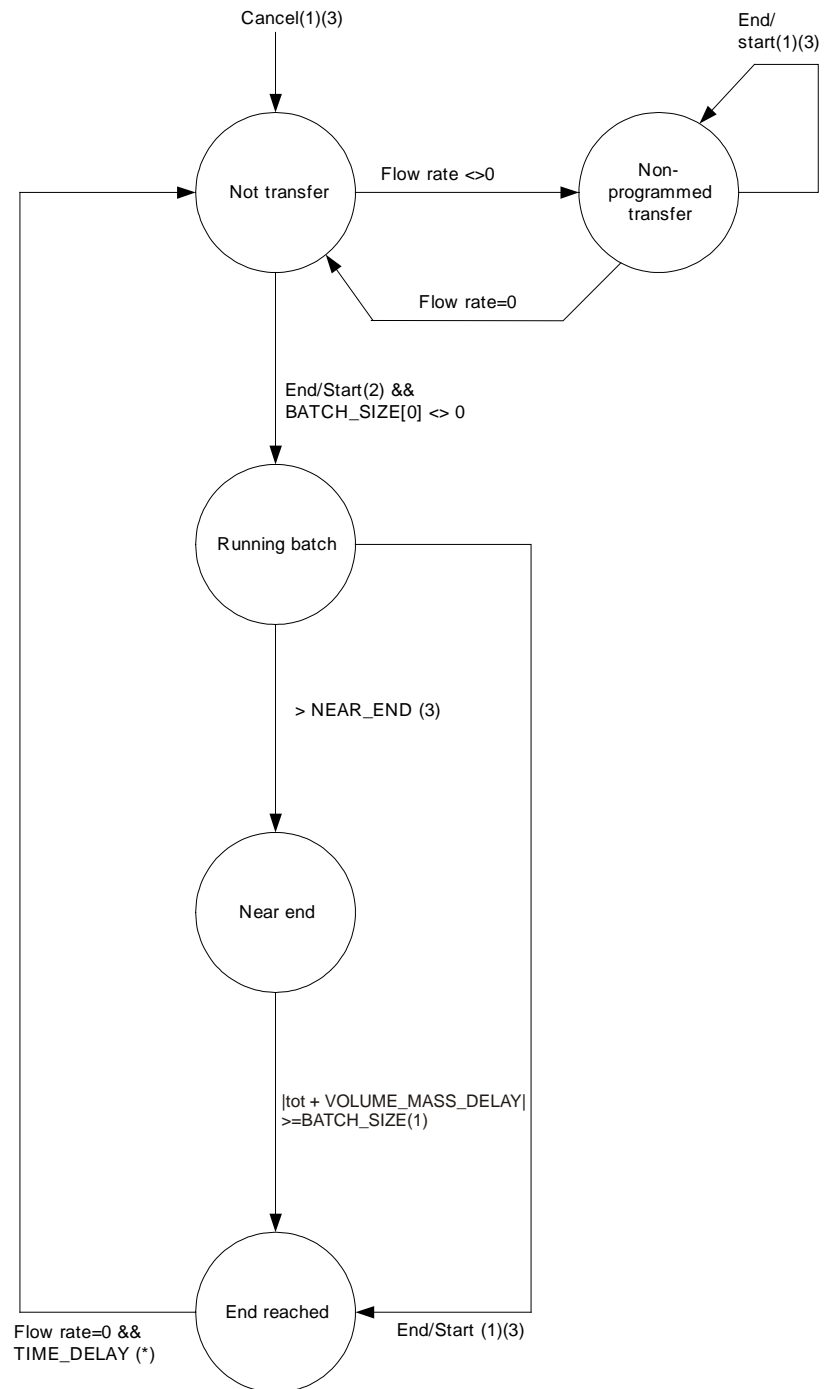 Cancel(1)(3)
End/
start(1)(3)
Not transfer
Flow rate <>0
Non-
programmed
transfer
Flow rate=0
End/Start(2) &&
BATCH_SIZE[0] <> 0
Running batch
> NEAR_END (3)
Near end
|tot + VOLUME_MASS_DELAY|
>=BATCH_SIZE(1)
End reached
Flow rate=0 &&
TIME_DELAY (*)
End/Start (1)(3)